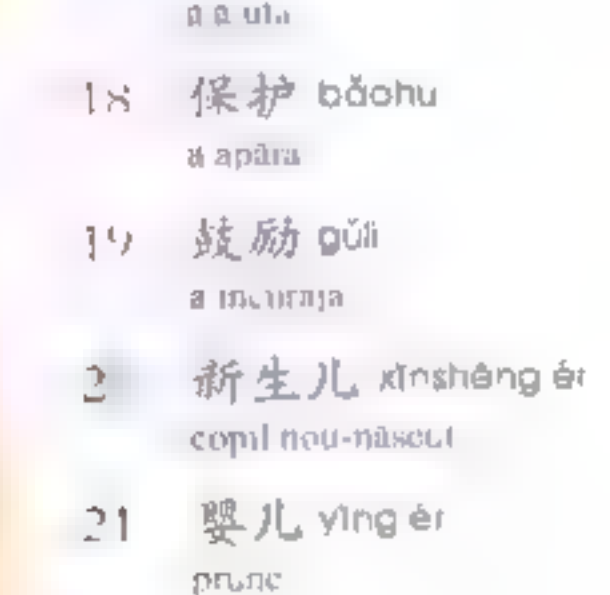 a a uita
18 保护 bǎohu
a apăra
19 鼓励 gǔli
a încuraja
2 新生儿 xīnshēng ér
copil nou-născut
21 婴儿 yīng ér
prunc